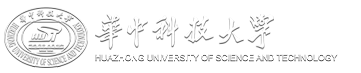 華中科技大学
HUAZHONG UNIVERSITY OF SCIENCE AND TECHNOLOGY